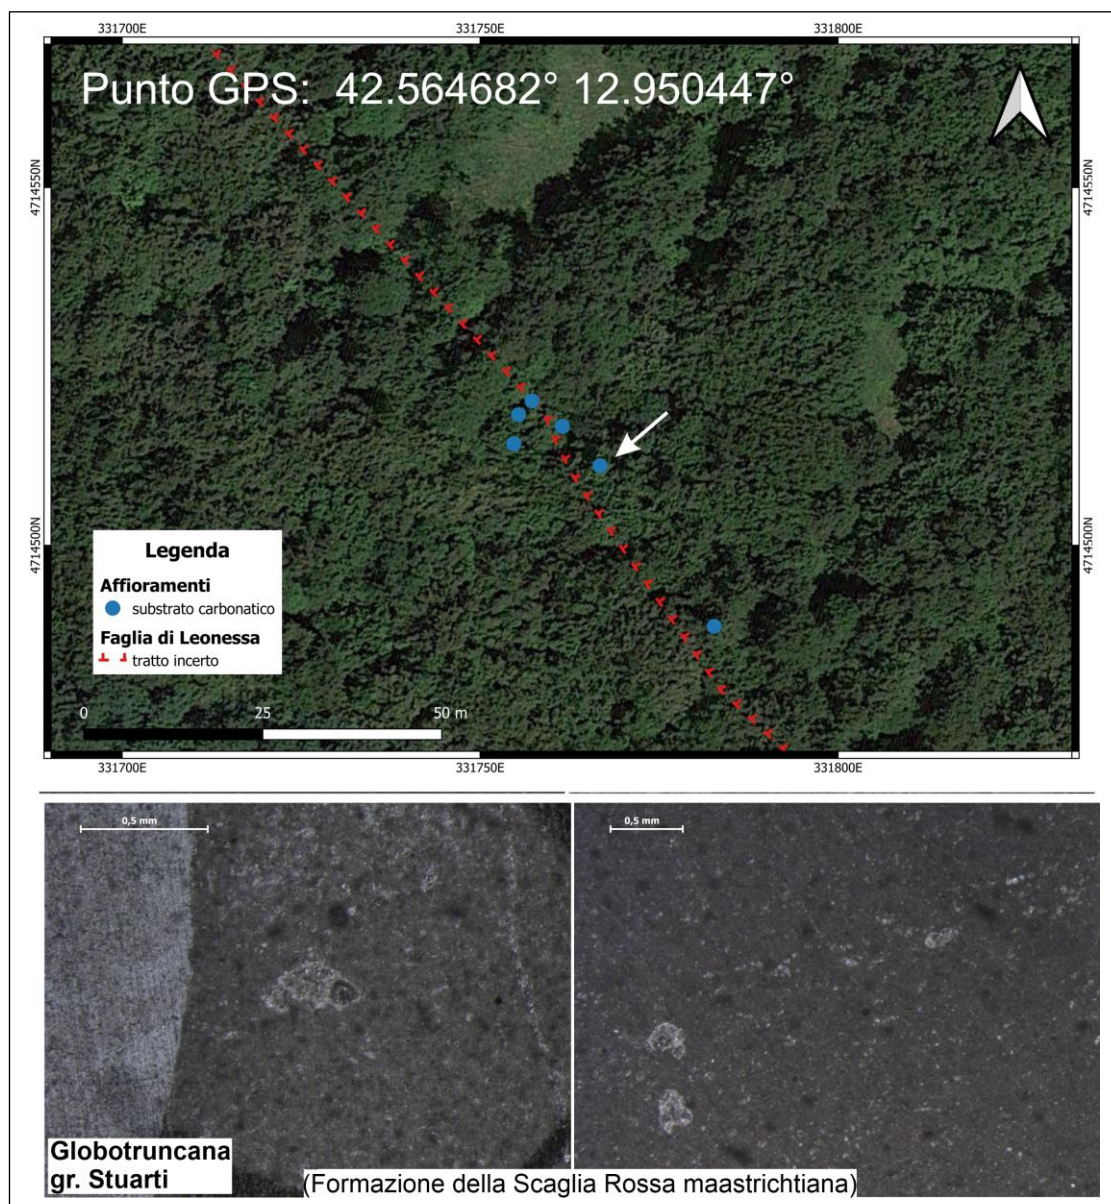 331700E
331750E
331800E
Punto GPS: 42.564682° 12.950447°
4714550N
4714550N
4714500N
4714500N
Legenda
Affioramenti
substrato carbonatico
Faglia di Leonessa
tratto incerto
0
25
50 m
331700E
331750E
331800E
0,5 mm
0,5 mm
Globotruncana
gr. Stuarti
(Formazione della Scaglia Rossa maastrichtiana)